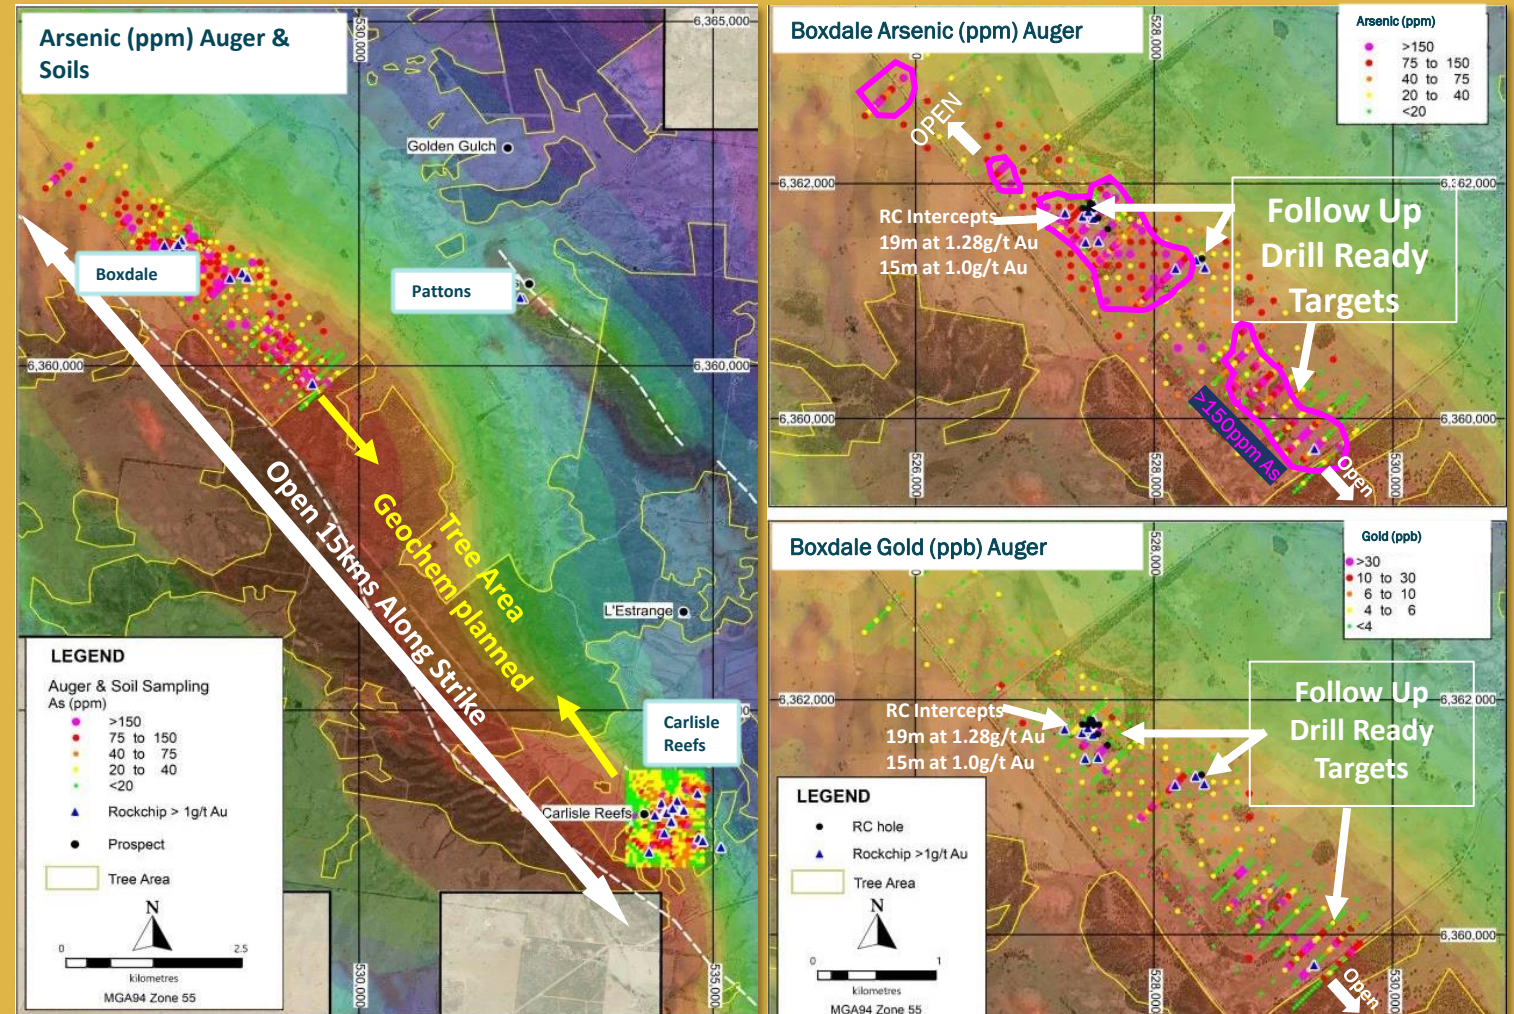 Arsenic (ppm) Auger &
Soils
530,000
6,365,000
Golden Gulch
Boxdale
Pattons
6,360,000
6,360,000
Open 15kms Along Strike
Tree Area
Geochem planned
L'Estrange
Carlisle
Reefs
Carlisle Reefs
LEGEND
Auger & Soil Sampling
As (ppm)
>150
75 to 150
40 to 75
20 to 40
<20
Rockchip > 1g/t Au
Prospect
Tree Area
N
0 2.5
kilometres
MGA94 Zone 55
530,000
535,000
Boxdale Arsenic (ppm) Auger
528,000
Arsenic (ppm)
>150
75 to 150
40 to 75
20 to 40
<20
OPEN
6,362,000
6,362,000
RC Intercepts
19m at 1.28g/t Au
15m at 1.0g/t Au
Follow Up
Drill Ready
Targets
>150ppm As
6,360,000
Open
526,000
528,000
530,000
Boxdale Gold (ppb) Auger
528,000
Gold (ppb)
>30
10 to 30
6 to 10
4 to 6
<4
6,362,000
6,362,000
RC Intercepts
19m at 1.28g/t Au
15m at 1.0g/t Au
Follow Up
Drill Ready
Targets
LEGEND
RC hole
Rockchip >1g/t Au
Tree Area
N
0 1
kilometres
MGA94 Zone 55
6,360,000
Open
528,000
530,000